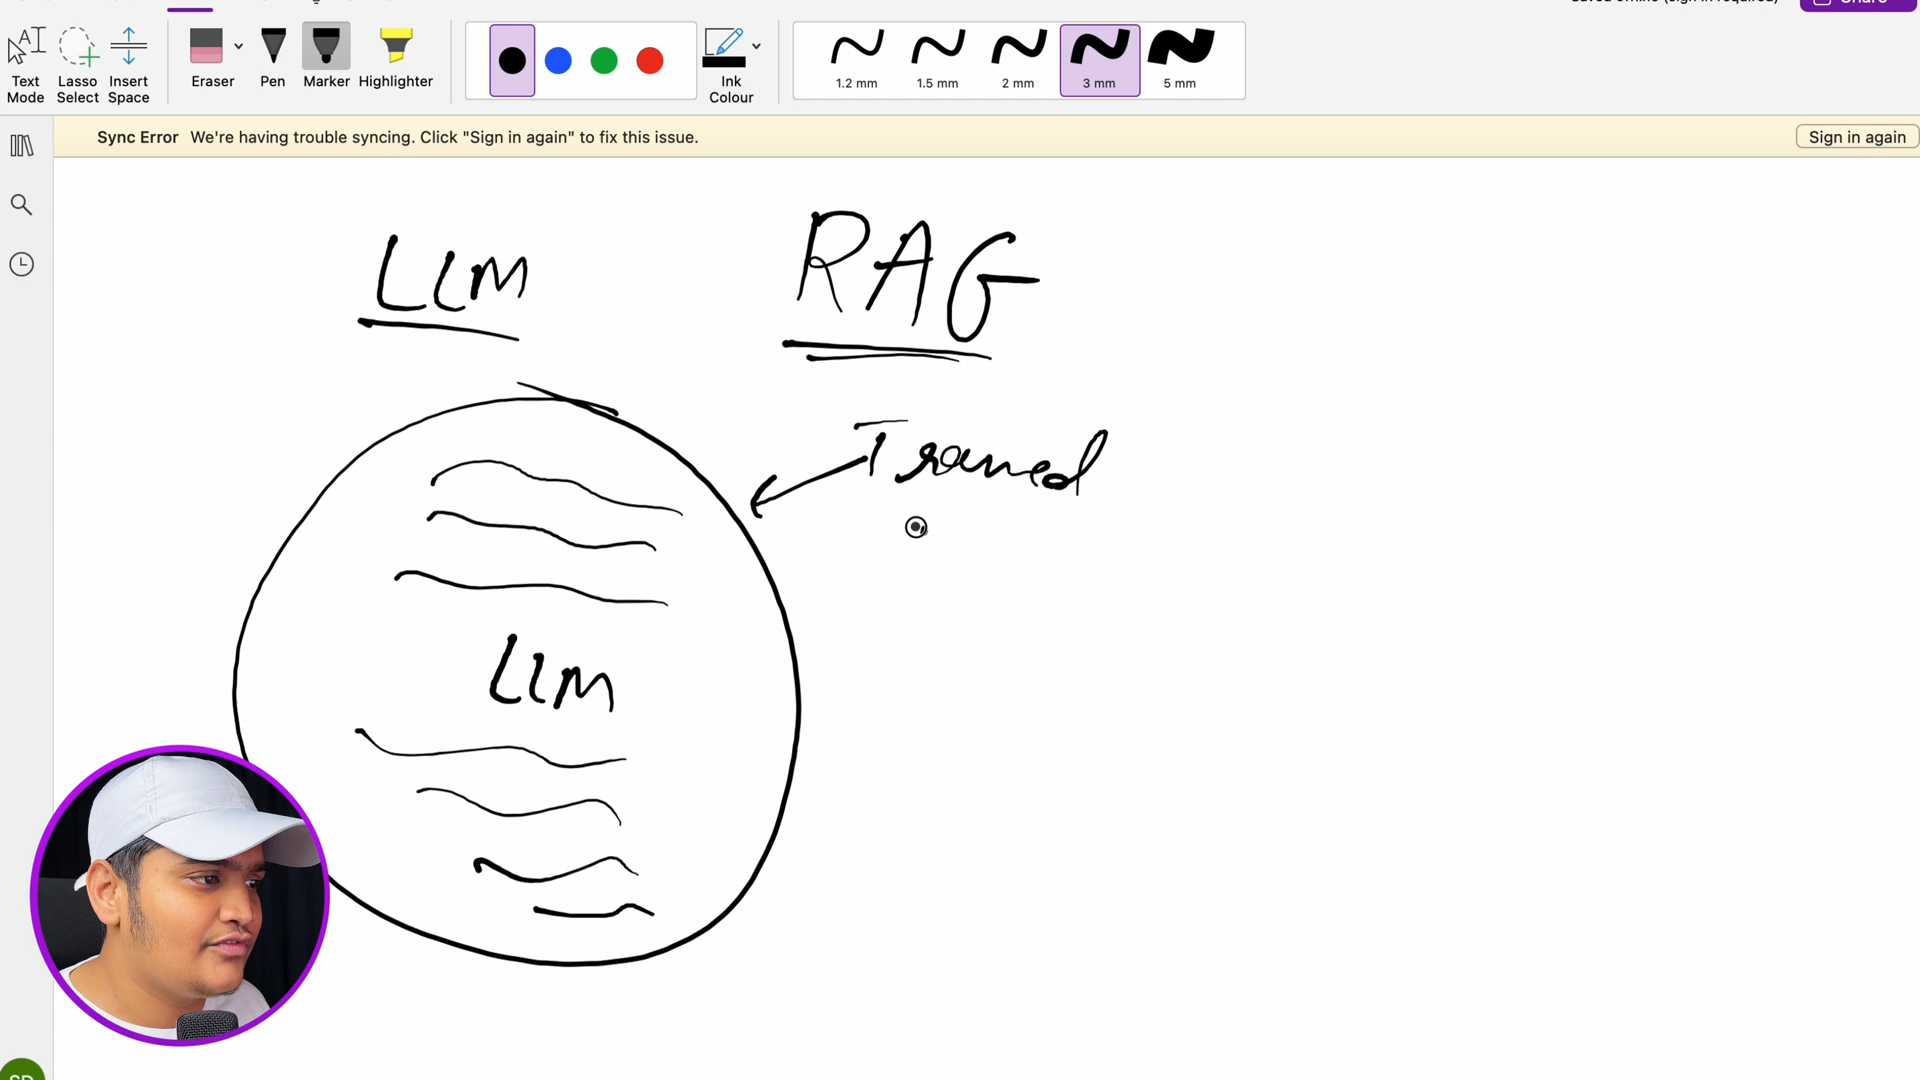 Text Mode
Lasso Select
Insert Space
Eraser
Pen
Marker
Highlighter
Ink Colour
1.2 mm
1.5 mm
2 mm
3 mm
5 mm
Sync Error We're having trouble syncing. Click "Sign in again" to fix this issue.
Sign in again
LLM
RAG
Trained
LLM